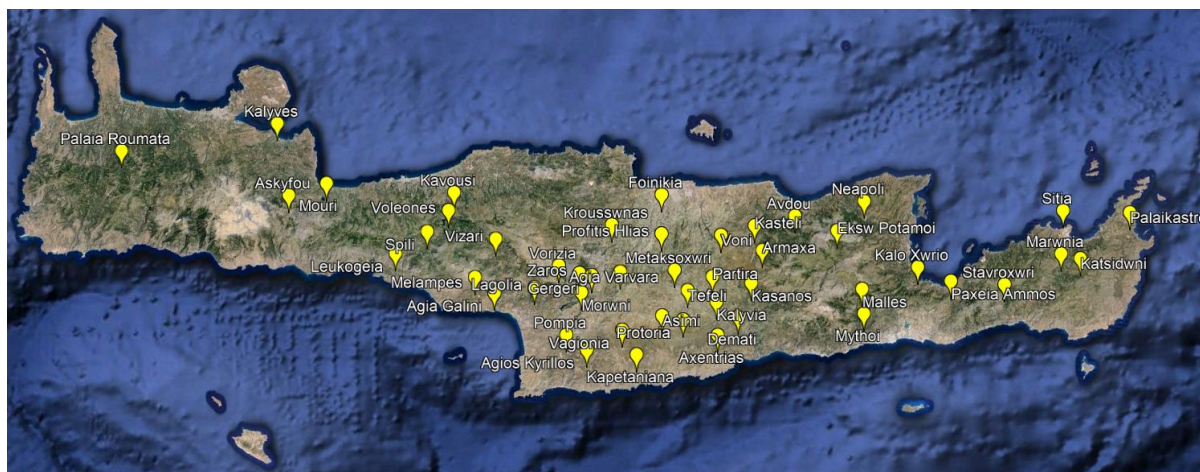 Kalyves
Palaia Roumata
Askyfou
Mouri
Kavousi
Voleones
Foinikia
Krousswnas
Profitis Hlias
Neapoli
Avdou
Kasteli
Eksw Potamoi
Sitia
Palaikastro
Spili
Vizari
Leukogeia
Melampes
Lagolia
Vorizia
Zaros
Gergeri
Agia Varvara
Metaksoxwri
Voni
Armaxa
Kalo Xwrio
Marwnia
Katsidwni
Stavroxwri
Paxeia Ammos
Agia Galini
Morwni
Partira
Tefeli
Kasanos
Malles
Mythoi
Pompia
Vagionia
Protoria
Asimi
Kalyvia
Demati
Axentrias
Agios Kyrillos
Kapetaniana